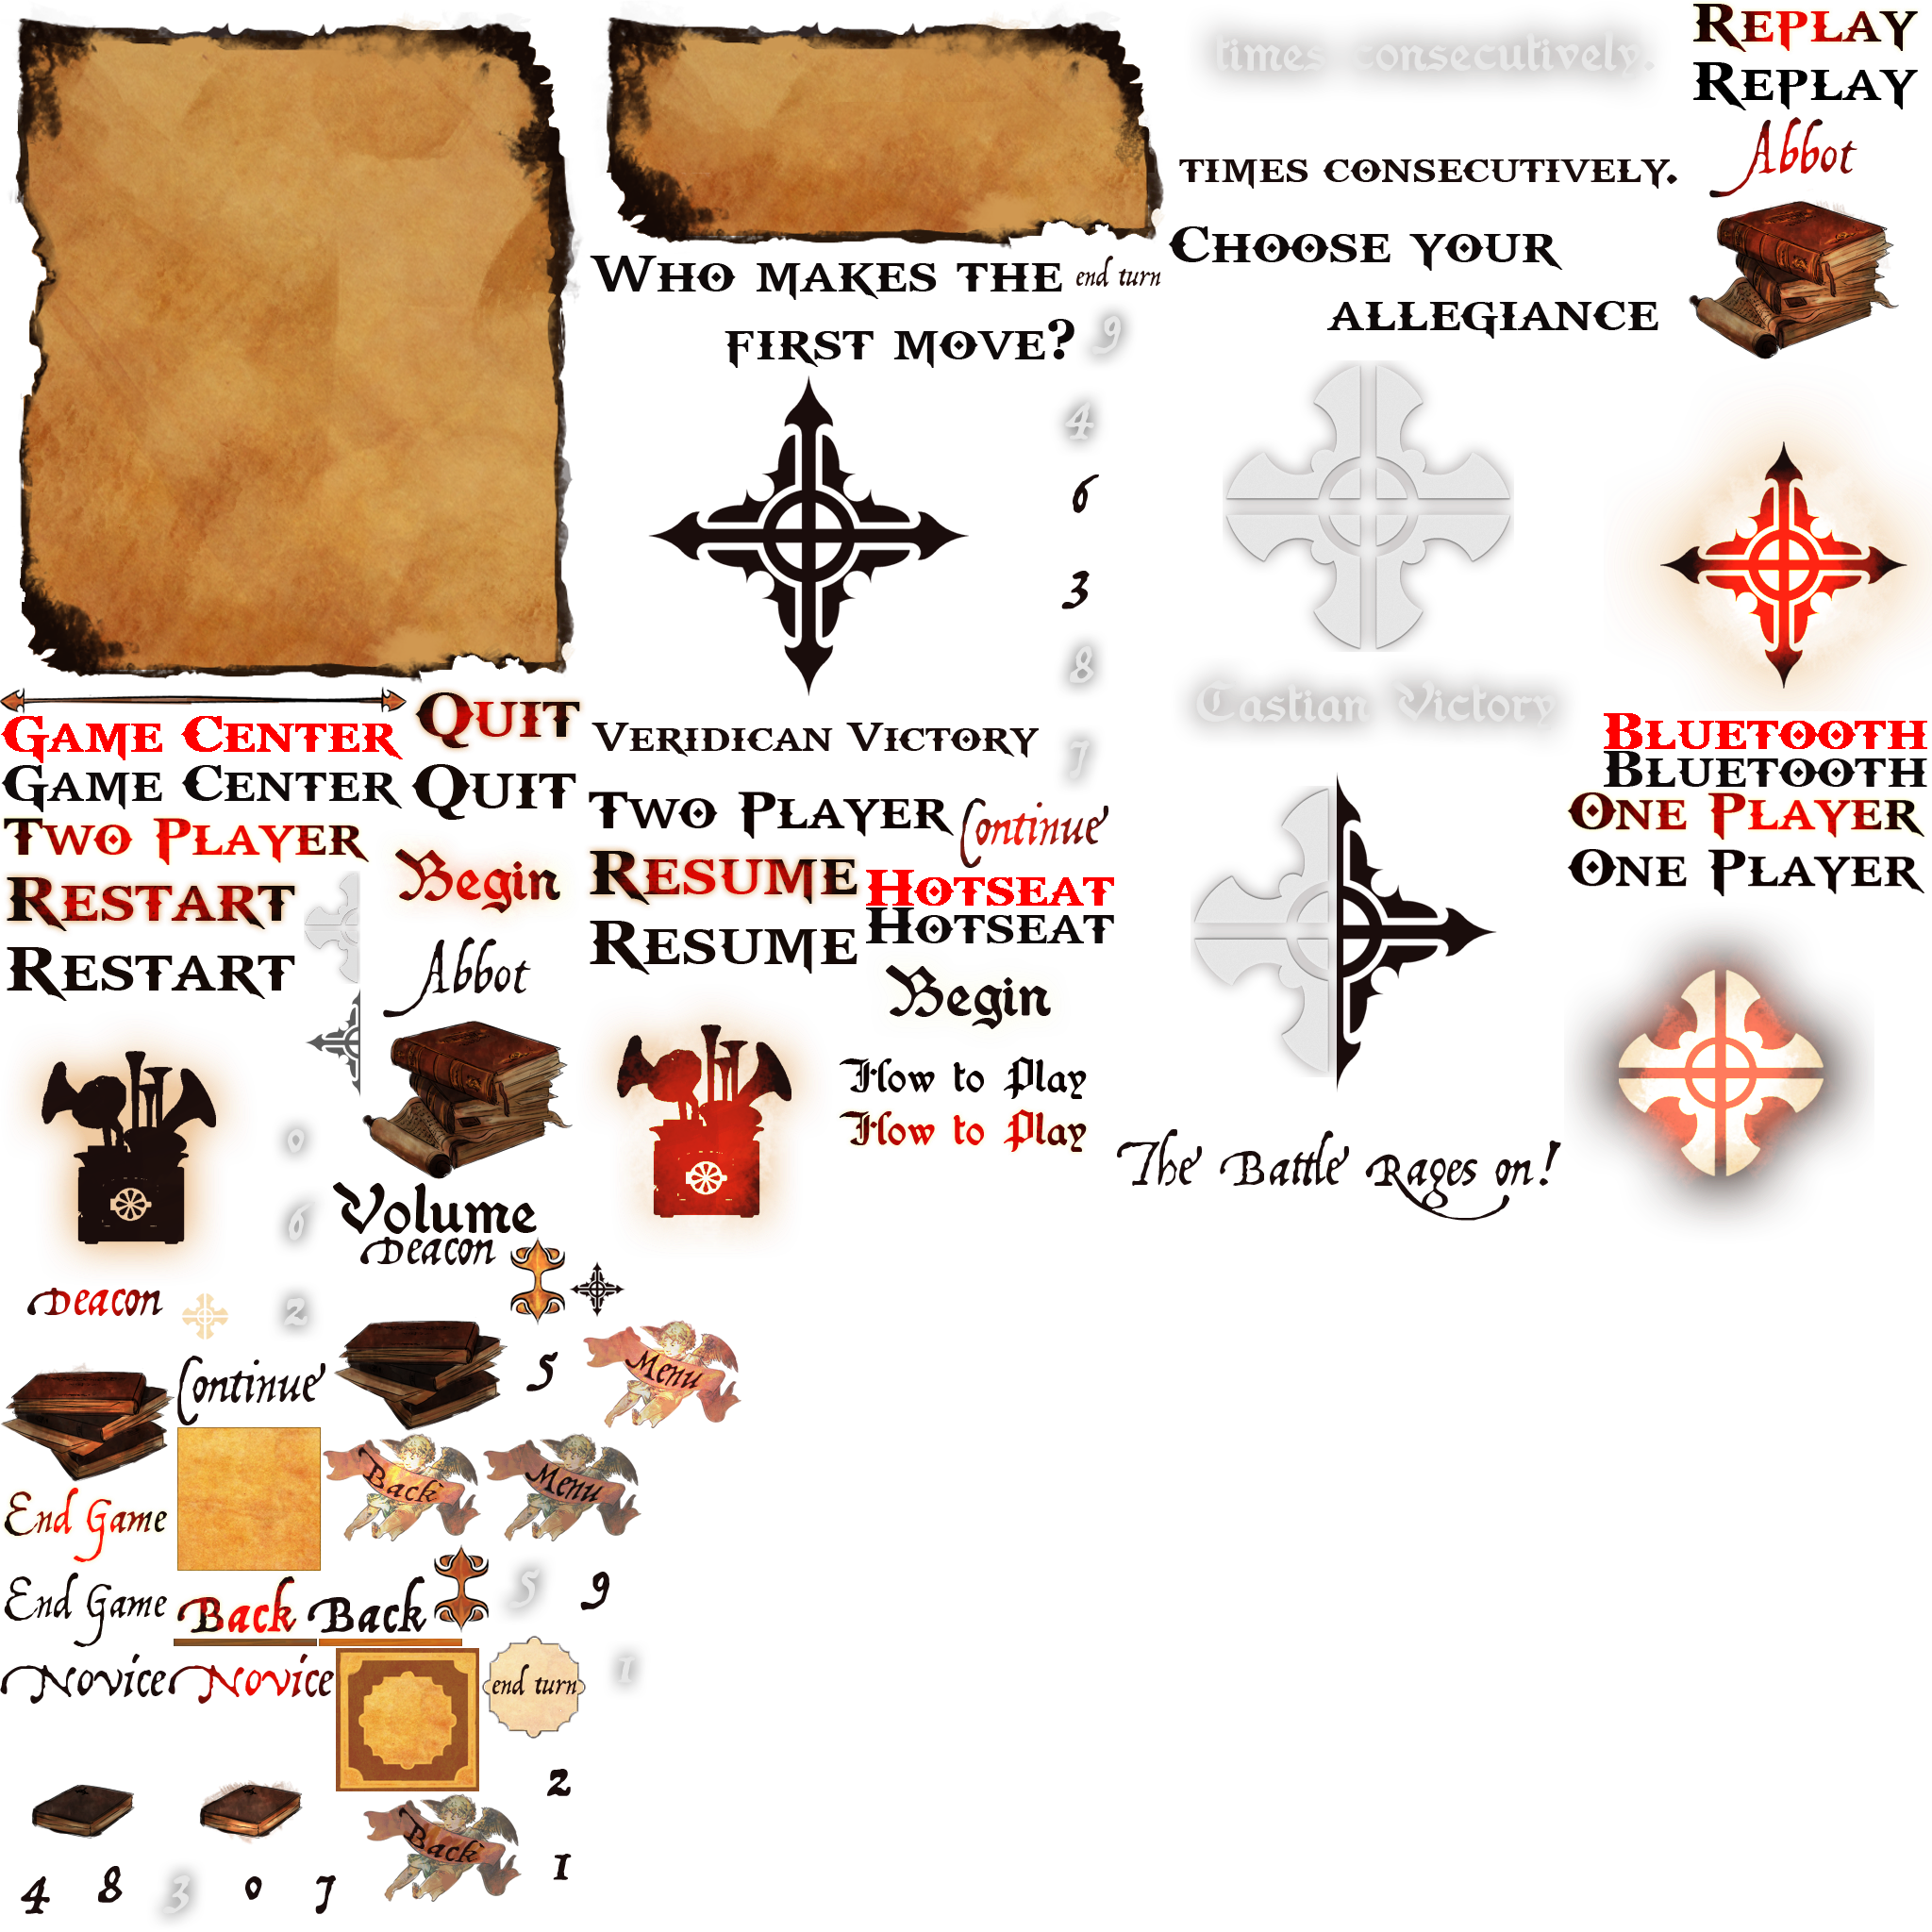 times consecutively.
Replay
Replay
Abbot
times consecutively.
Choose your
allegiance
Who makes the
first move?
end turn
9
4
6
3
8
7
Castian Victory
Veridican Victory
Game Center
Game Center
Quit
Quit
Bluetooth
Bluetooth
Two Player
Two Player
Continue
One Player
One Player
Begin
Restart
Restart
Resume
Resume
Hotseat
Hotseat
Abbot
Begin
How to Play
How to Play
The Battle Rages on!
0
6
2
Volume
Deacon
Deacon
Continue
5
Menu
Back
Menu
End Game
End Game
Back
Back
5
9
Novice
Novice
end turn
1
2
Back
1
4
8
3
0
7